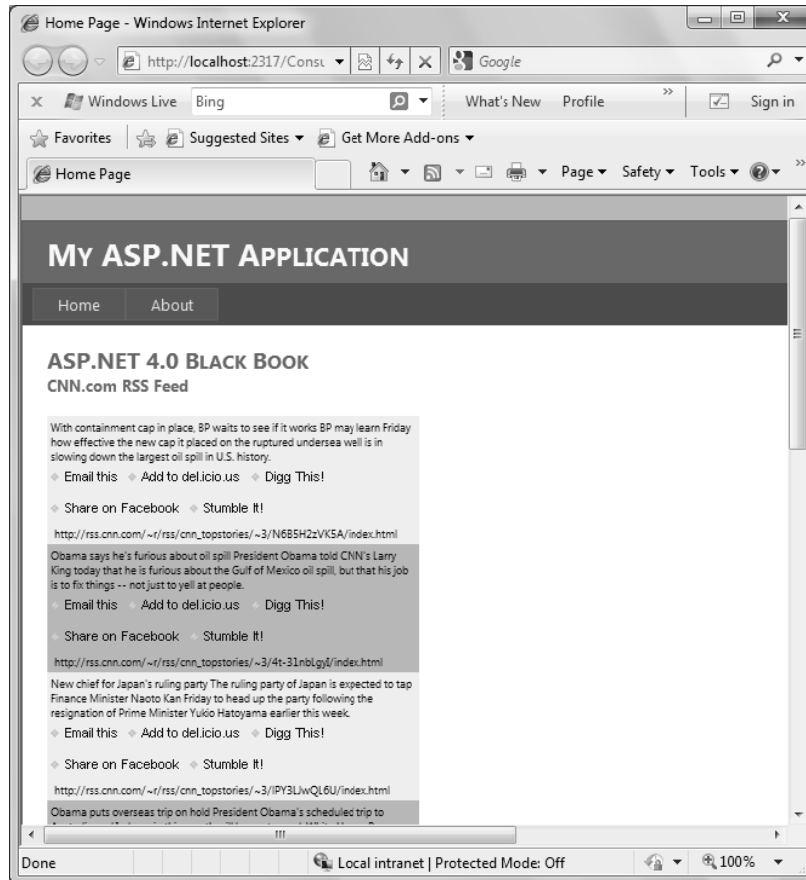 Home Page - Windows Internet Explorer
http://localhost:2317/Consu
Google
Windows Live
Bing
What's New
Profile
Sign in
Favorites
Suggested Sites
Get More Add-ons
Home Page
Page
Safety
Tools
MY ASP.NET APPLICATION
Home
About
ASP.NET 4.0 BLACK BOOK
CNN.com RSS Feed
With containment cap in place, BP waits to see if it works BP may learn Friday
how effective the new cap it placed on the ruptured undersea well is in
slowing down the largest oil spill in U.S. history.
Email this Add to del.icio.us Digg This!
Share on Facebook Stumble It!
http://rss.cnn.com/~r/rss/cnn_topstories/~3/N6B5H2zVK5A/index.html
Obama says he's furious about oil spill President Obama told CNN's Larry
King today that he is furious about the Gulf of Mexico oil spill, but that his job
is to fix things -- not just to yell at people.
Email this Add to del.icio.us Digg This!
Share on Facebook Stumble It!
http://rss.cnn.com/~r/rss/cnn_topstories/~3/4t-31nbLgyI/index.html
New chief for Japan's ruling party The ruling party of Japan is expected to tap
Finance Minister Naoto Kan Friday to head up the party following the
resignation of Prime Minister Yukio Hatoyama earlier this week.
Email this Add to del.icio.us Digg This!
Share on Facebook Stumble It!
http://rss.cnn.com/~r/rss/cnn_topstories/~3/IPY3LJwQL6U/index.html
Obama puts overseas trip on hold President Obama's scheduled trip to
Done
Local intranet | Protected Mode: Off
100%